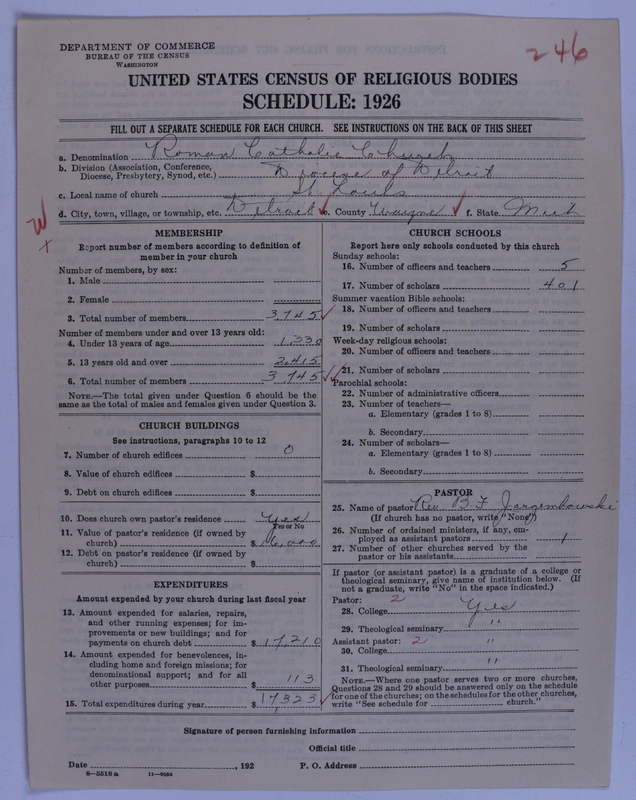 DEPARTMENT OF COMMERCE
BUREAU OF THE CENSUS
WASHINGTON
246
UNITED STATES CENSUS OF RELIGIOUS BODIES
SCHEDULE: 1926
FILL OUT A SEPARATE SCHEDULE FOR EACH CHURCH. SEE INSTRUCTIONS ON THE BACK OF THIS SHEET
a. Denomination Roman Catholic Church
b. Division (Association, Conference, Diocese, Presbytery, Synod, etc.) Diocese of Detroit
c. Local name of church St Louis
d. City, town, village, or township, etc. Detroit e. County Wayne f. State Mich
W
x
MEMBERSHIP
Report number of members according to definition of
member in your church
Number of members, by sex:
1. Male
2. Female
3. Total number of members 3,745
Number of members under and over 13 years old:
4. Under 13 years of age 1,330
5. 13 years old and over 2,415
6. Total number of members 3,745
NOTE.—The total given under Question 6 should be
same as the total of males and females given under Question 3.
CHURCH BUILDINGS
See instructions, paragraphs 10 to 12
7. Number of church edifices 0
8. Value of church edifices $
9. Debt on church edifices $
10. Does church own pastor's residence Yes
Yes or No
11. Value of pastor's residence (if owned by
church) $
12. Debt on pastor's residence (if owned by
church) $
EXPENDITURES
Amount expended by your church during last fiscal year
13. Amount expended for salaries, repairs,
and other running expenses; for im-
provements or new buildings; and for
payments on church debt $ 17,210
14. Amount expended for benevolences, in-
cluding home and foreign missions; for
denominational support; and for all
other purposes $ 113
15. Total expenditures during year $ 17323
CHURCH SCHOOLS
Report here only schools conducted by this church
Sunday schools:
16. Number of officers and teachers 5
17. Number of scholars 401
Summer vacation Bible schools:
18. Number of officers and teachers
19. Number of scholars
Week-day religious schools:
20. Number of officers and teachers
21. Number of scholars
Parochial schools:
22. Number of administrative officers
23. Number of teachers—
a. Elementary (grades 1 to 8)
b. Secondary
24. Number of scholars—
a. Elementary (grades 1 to 8)
b. Secondary
PASTOR
25. Name of pastor Rev. B. F.
(If church has no pastor, write "None")
26. Number of ordained ministers, if any, em-
ployed as assistant pastors 1
27. Number of other churches served by the
pastor or his assistants
If pastor (or assistant pastor) is a graduate of a college or
theological seminary, give name of institution below. (If
not a graduate, write "No" in the space indicated.)
Pastor: 2
28. College Yes
29. Theological seminary "
Assistant pastor: 2
30. College "
31. Theological seminary "
NOTE.—Where one pastor serves two or more churches,
Questions 28 and 29 should be answered only on the schedule
for one of the churches; on the schedules for the other churches,
write "See schedule for church."
Signature of person furnishing information
Official title
Date , 192 P. O. Address
8—5519a 11—9034